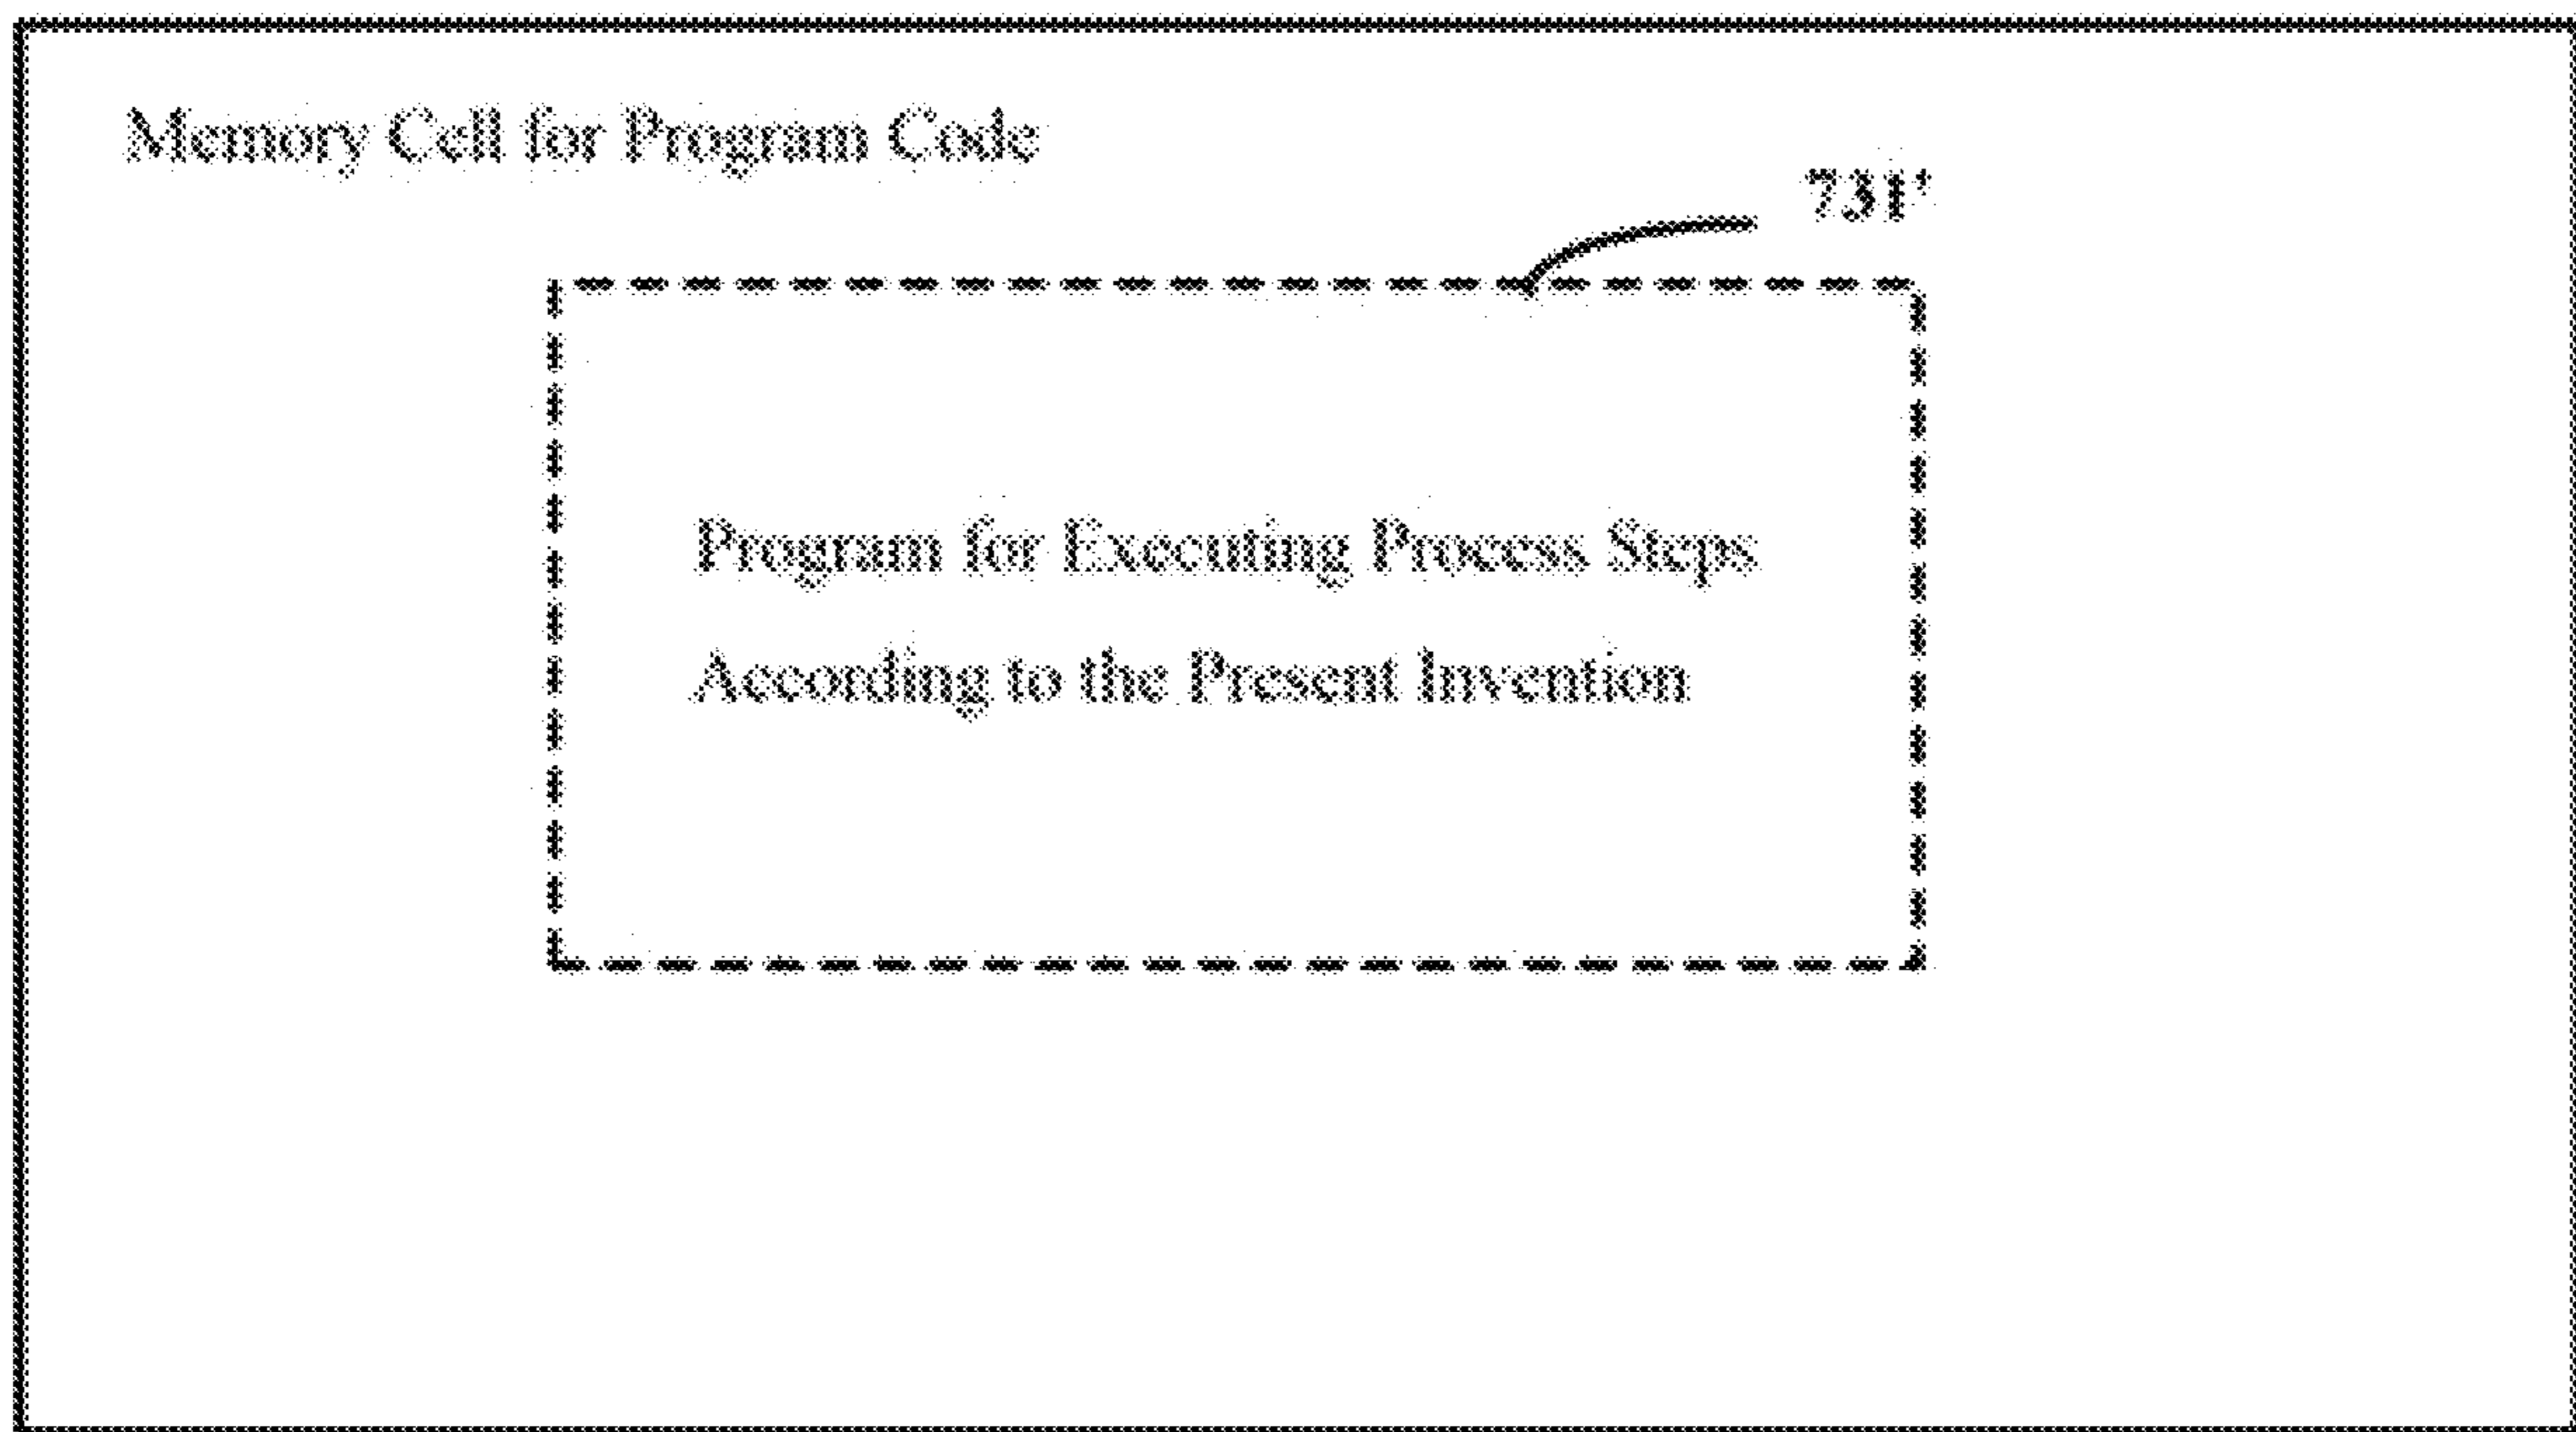 Memory Cell for Program Code
731'
Program for Executing Process Steps
According to the Present Invention